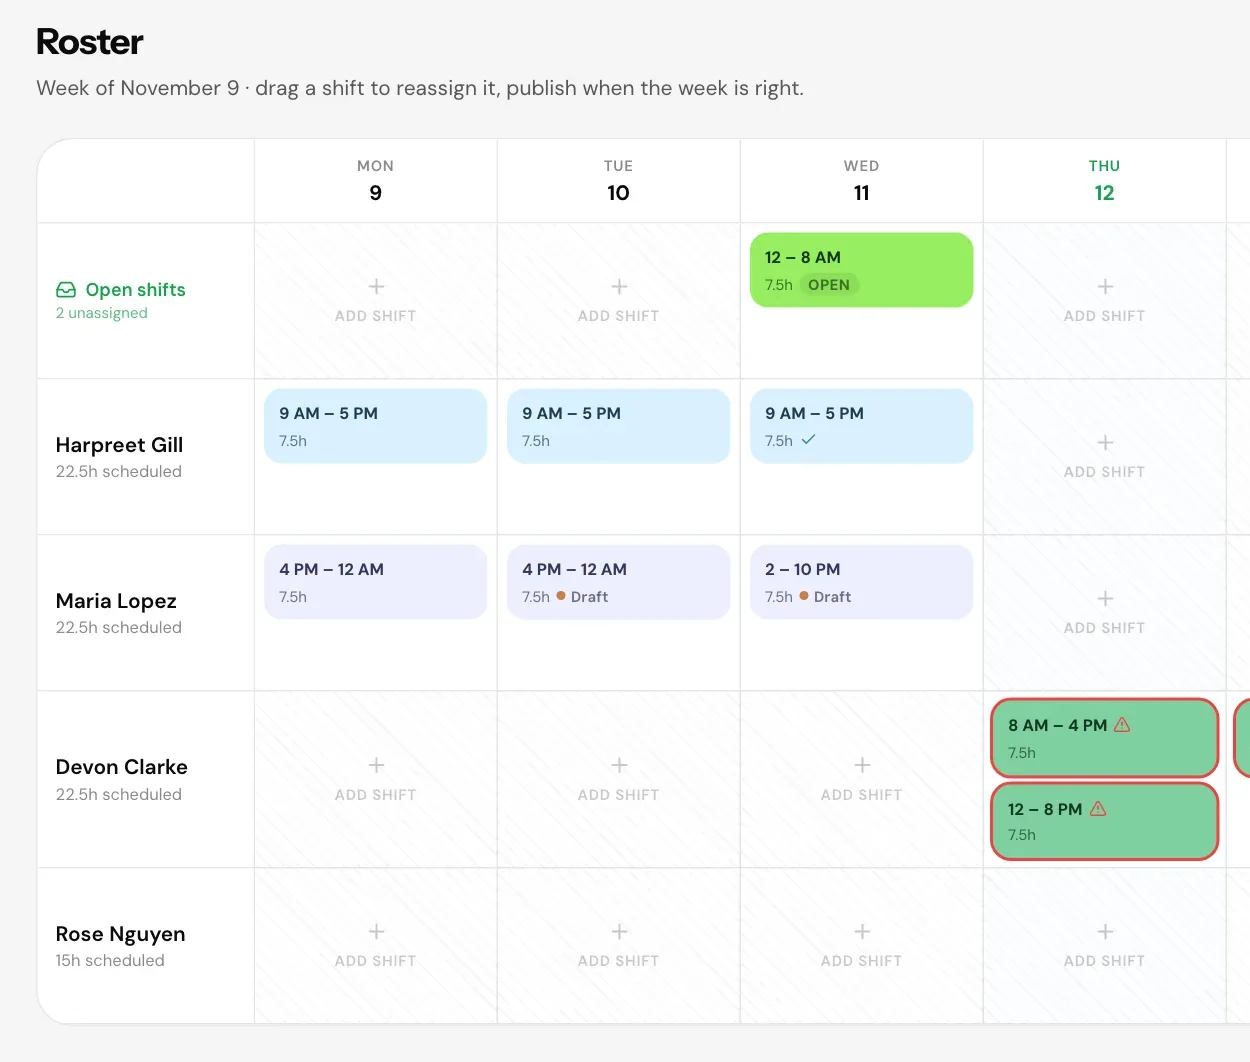 Roster
Week of November 9 · drag a shift to reassign it, publish when the week is right.
MON
9
TUE
10
WED
11
THU
12
Open shifts
2 unassigned
+
ADD SHIFT
+
ADD SHIFT
12 – 8 AM
7.5h OPEN
+
ADD SHIFT
Harpreet Gill
22.5h scheduled
9 AM – 5 PM
7.5h
9 AM – 5 PM
7.5h
9 AM – 5 PM
7.5h ✓
+
ADD SHIFT
Maria Lopez
22.5h scheduled
4 PM – 12 AM
7.5h
4 PM – 12 AM
7.5h Draft
2 – 10 PM
7.5h Draft
+
ADD SHIFT
Devon Clarke
22.5h scheduled
+
ADD SHIFT
+
ADD SHIFT
+
ADD SHIFT
8 AM – 4 PM
7.5h
12 – 8 PM
7.5h
Rose Nguyen
15h scheduled
+
ADD SHIFT
+
ADD SHIFT
+
ADD SHIFT
+
ADD SHIFT